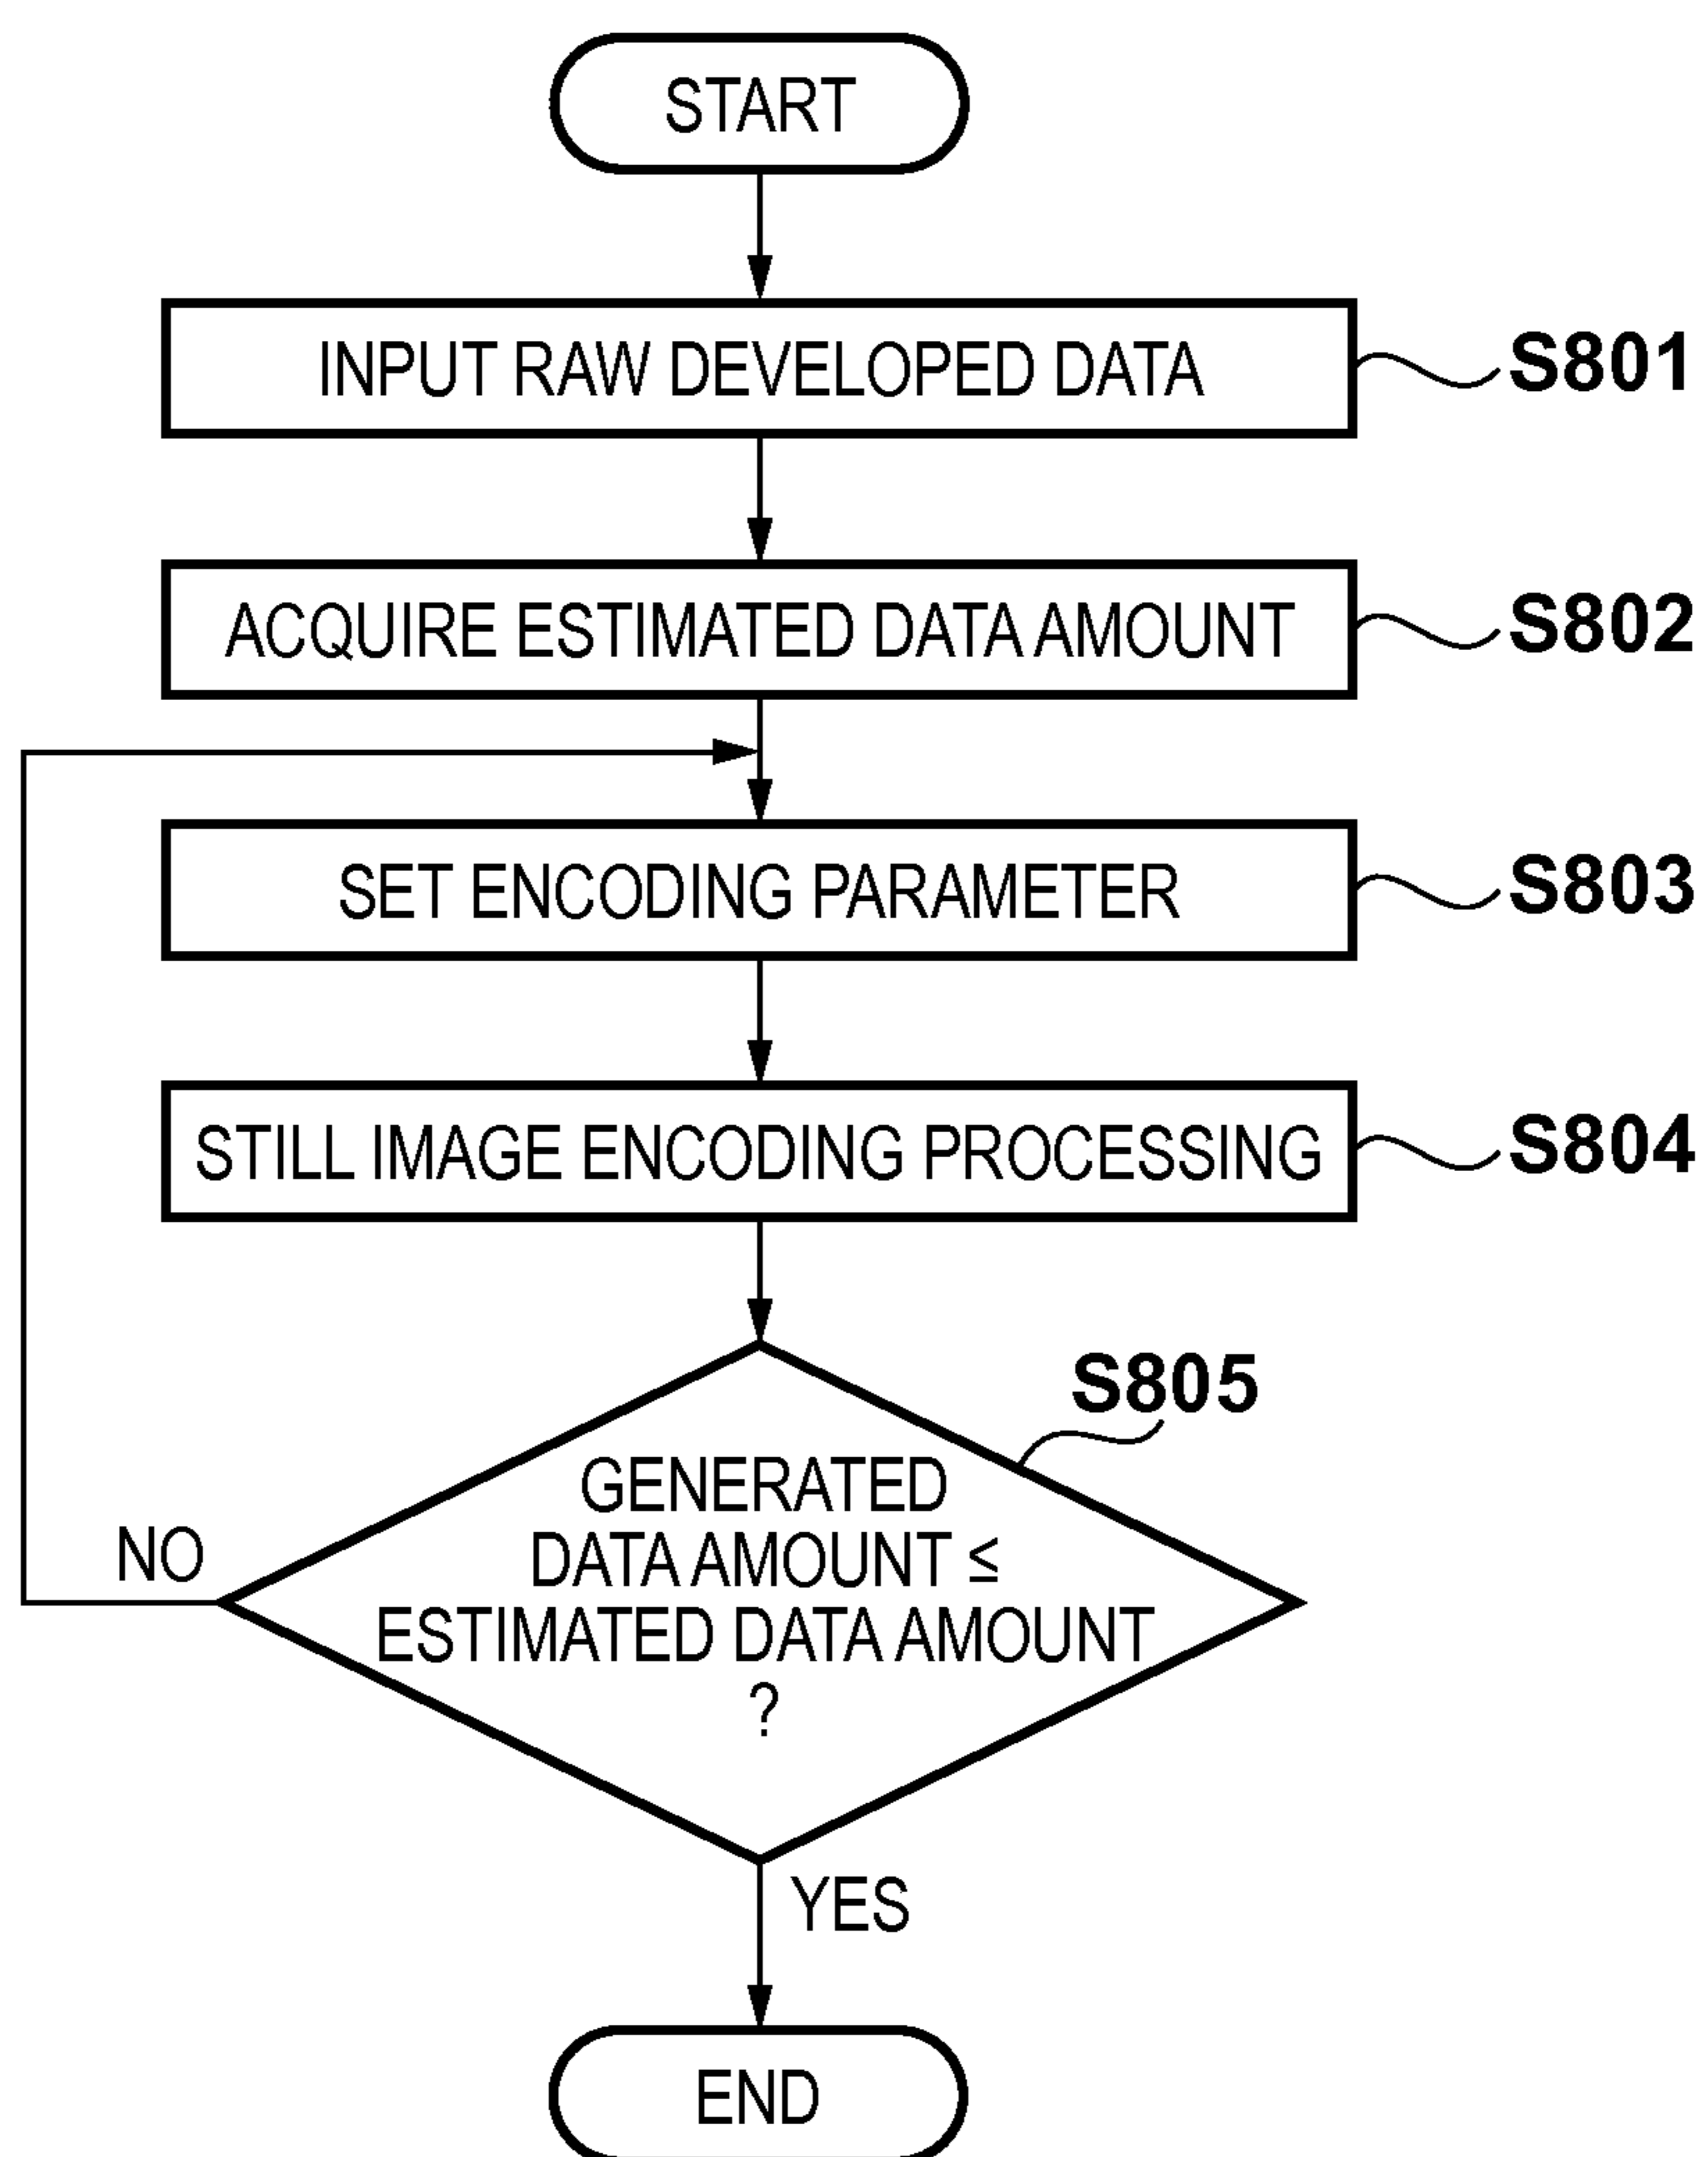 START
INPUT RAW DEVELOPED DATA
S801
ACQUIRE ESTIMATED DATA AMOUNT
S802
SET ENCODING PARAMETER
S803
STILL IMAGE ENCODING PROCESSING
S804
S805
GENERATED
DATA AMOUNT ≤
ESTIMATED DATA AMOUNT
?
NO
YES
END